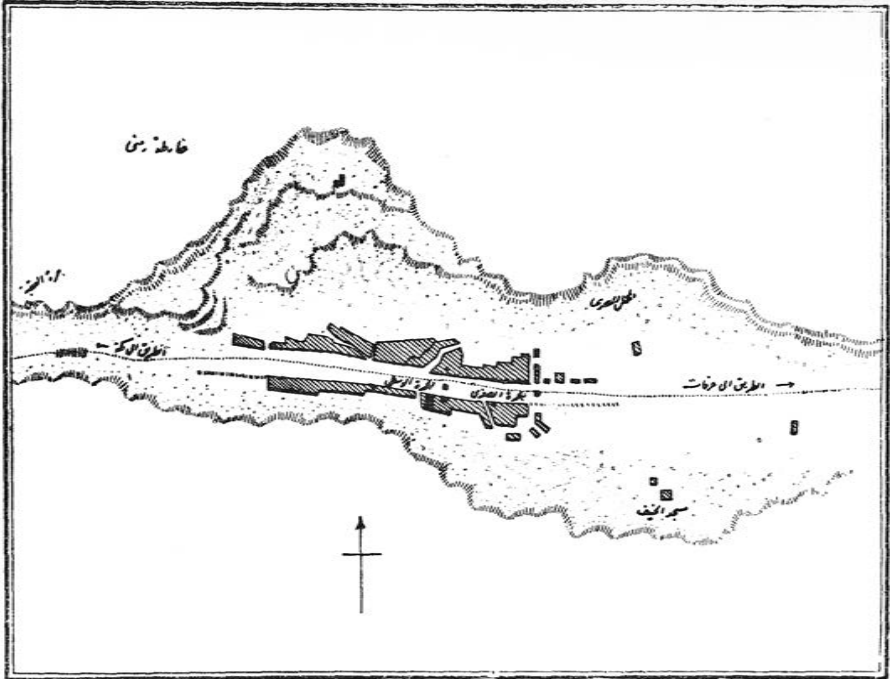 خارطة منى
الطريق الى مكة
الجمرة الوسطى
الجمرة الصغرى
الطريق الى عرفات
مسجد الخيف